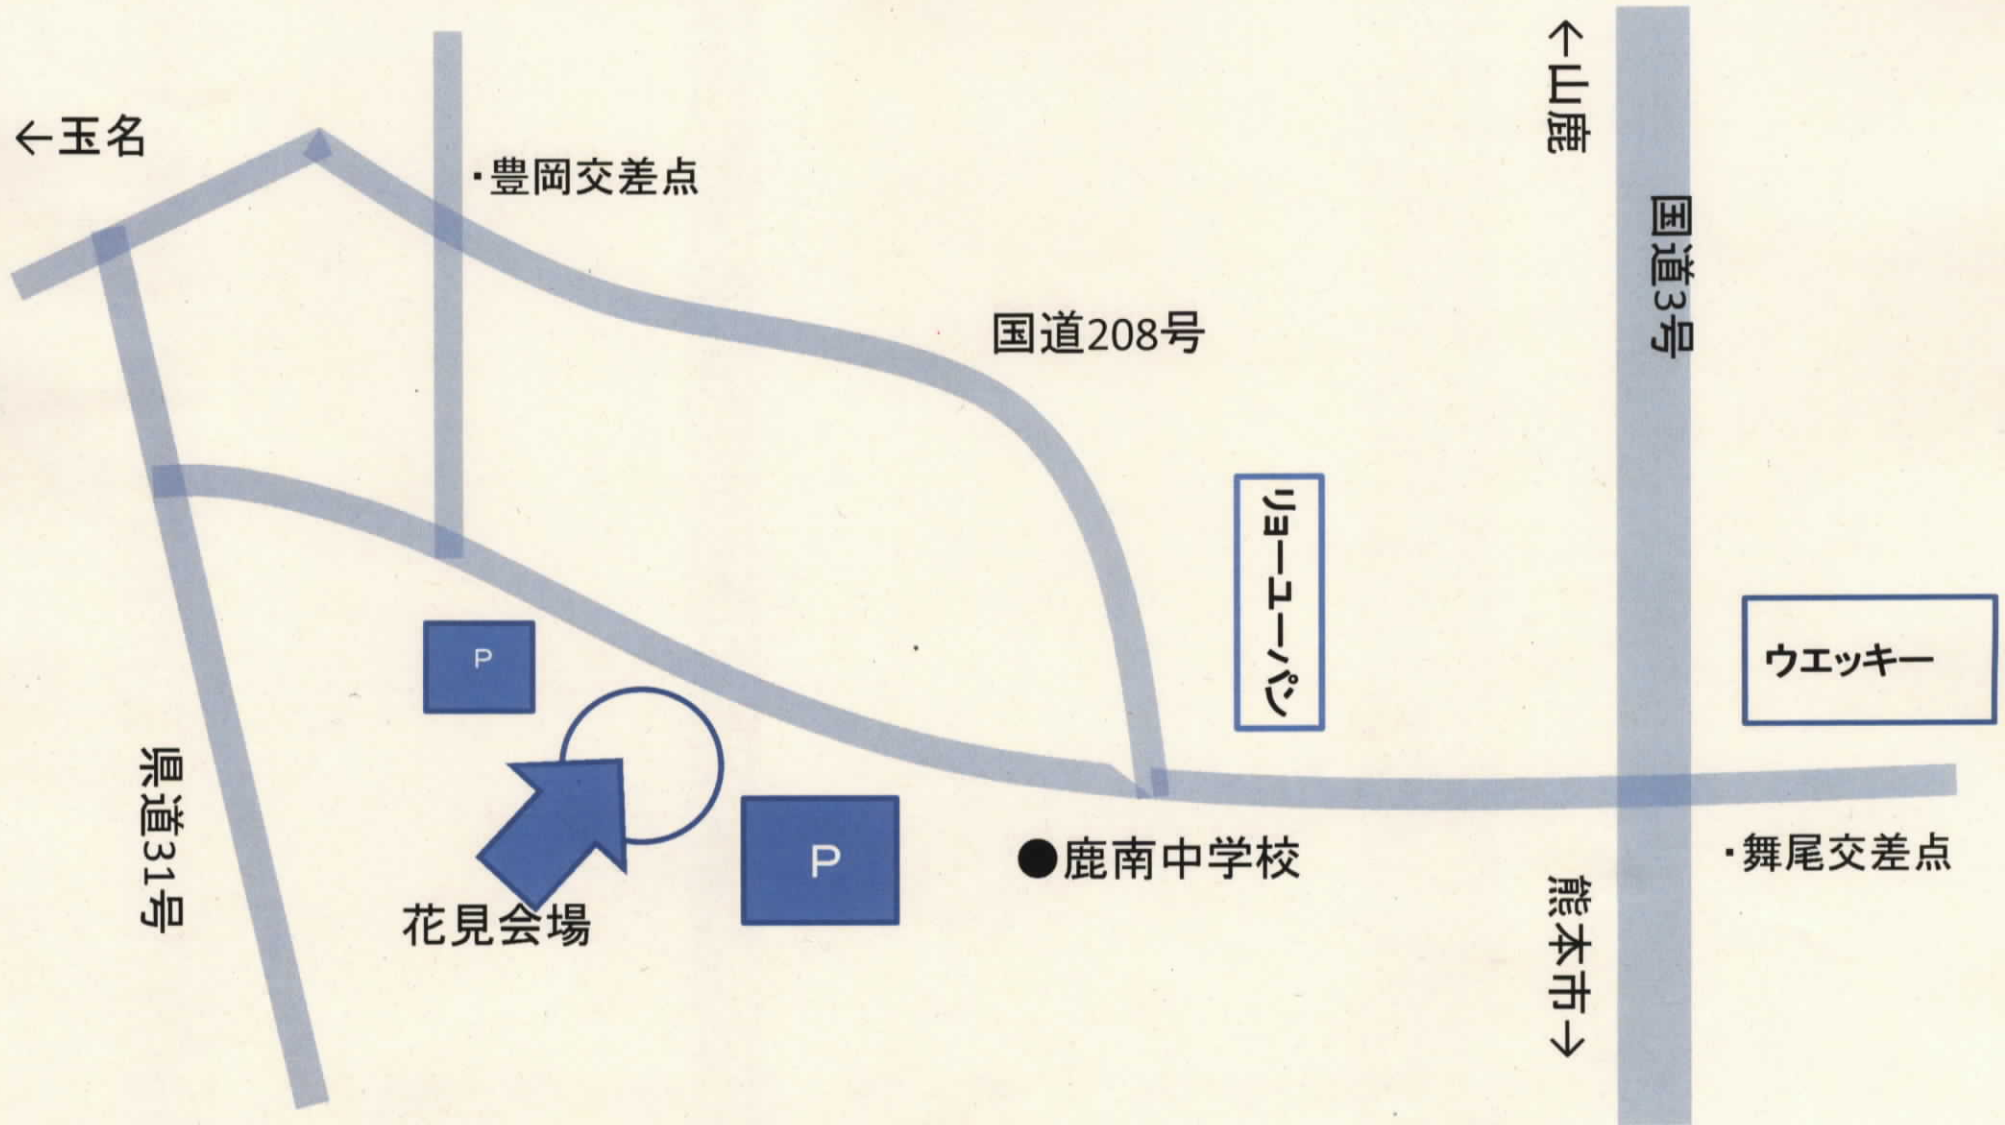 ←山鹿
←玉名
・豊岡交差点
国道3号
国道208号
リョーユーパン
ウエッキー
P
県道31号
P
●鹿南中学校
・舞尾交差点
花見会場
熊本市→